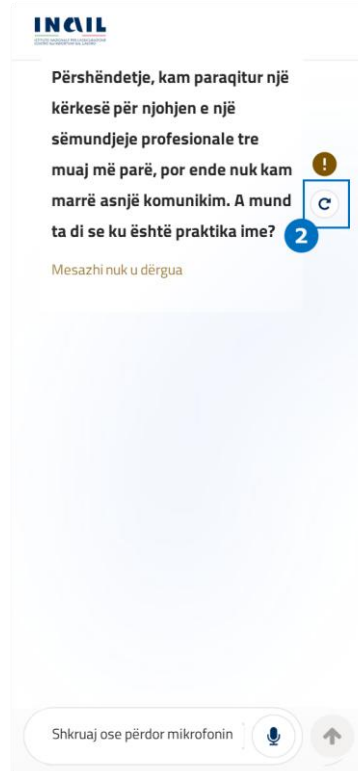 INAIL
Përshëndetje, kam paraqitur një
kërkesë për njohjen e një
sëmundjeje profesionale tre
muaj më parë, por ende nuk kam
marrë asnjë komunikim. A mund
ta di se ku është praktika ime?
2
Mesazhi nuk u dërgua
Shkruaj ose përdor mikrofonin